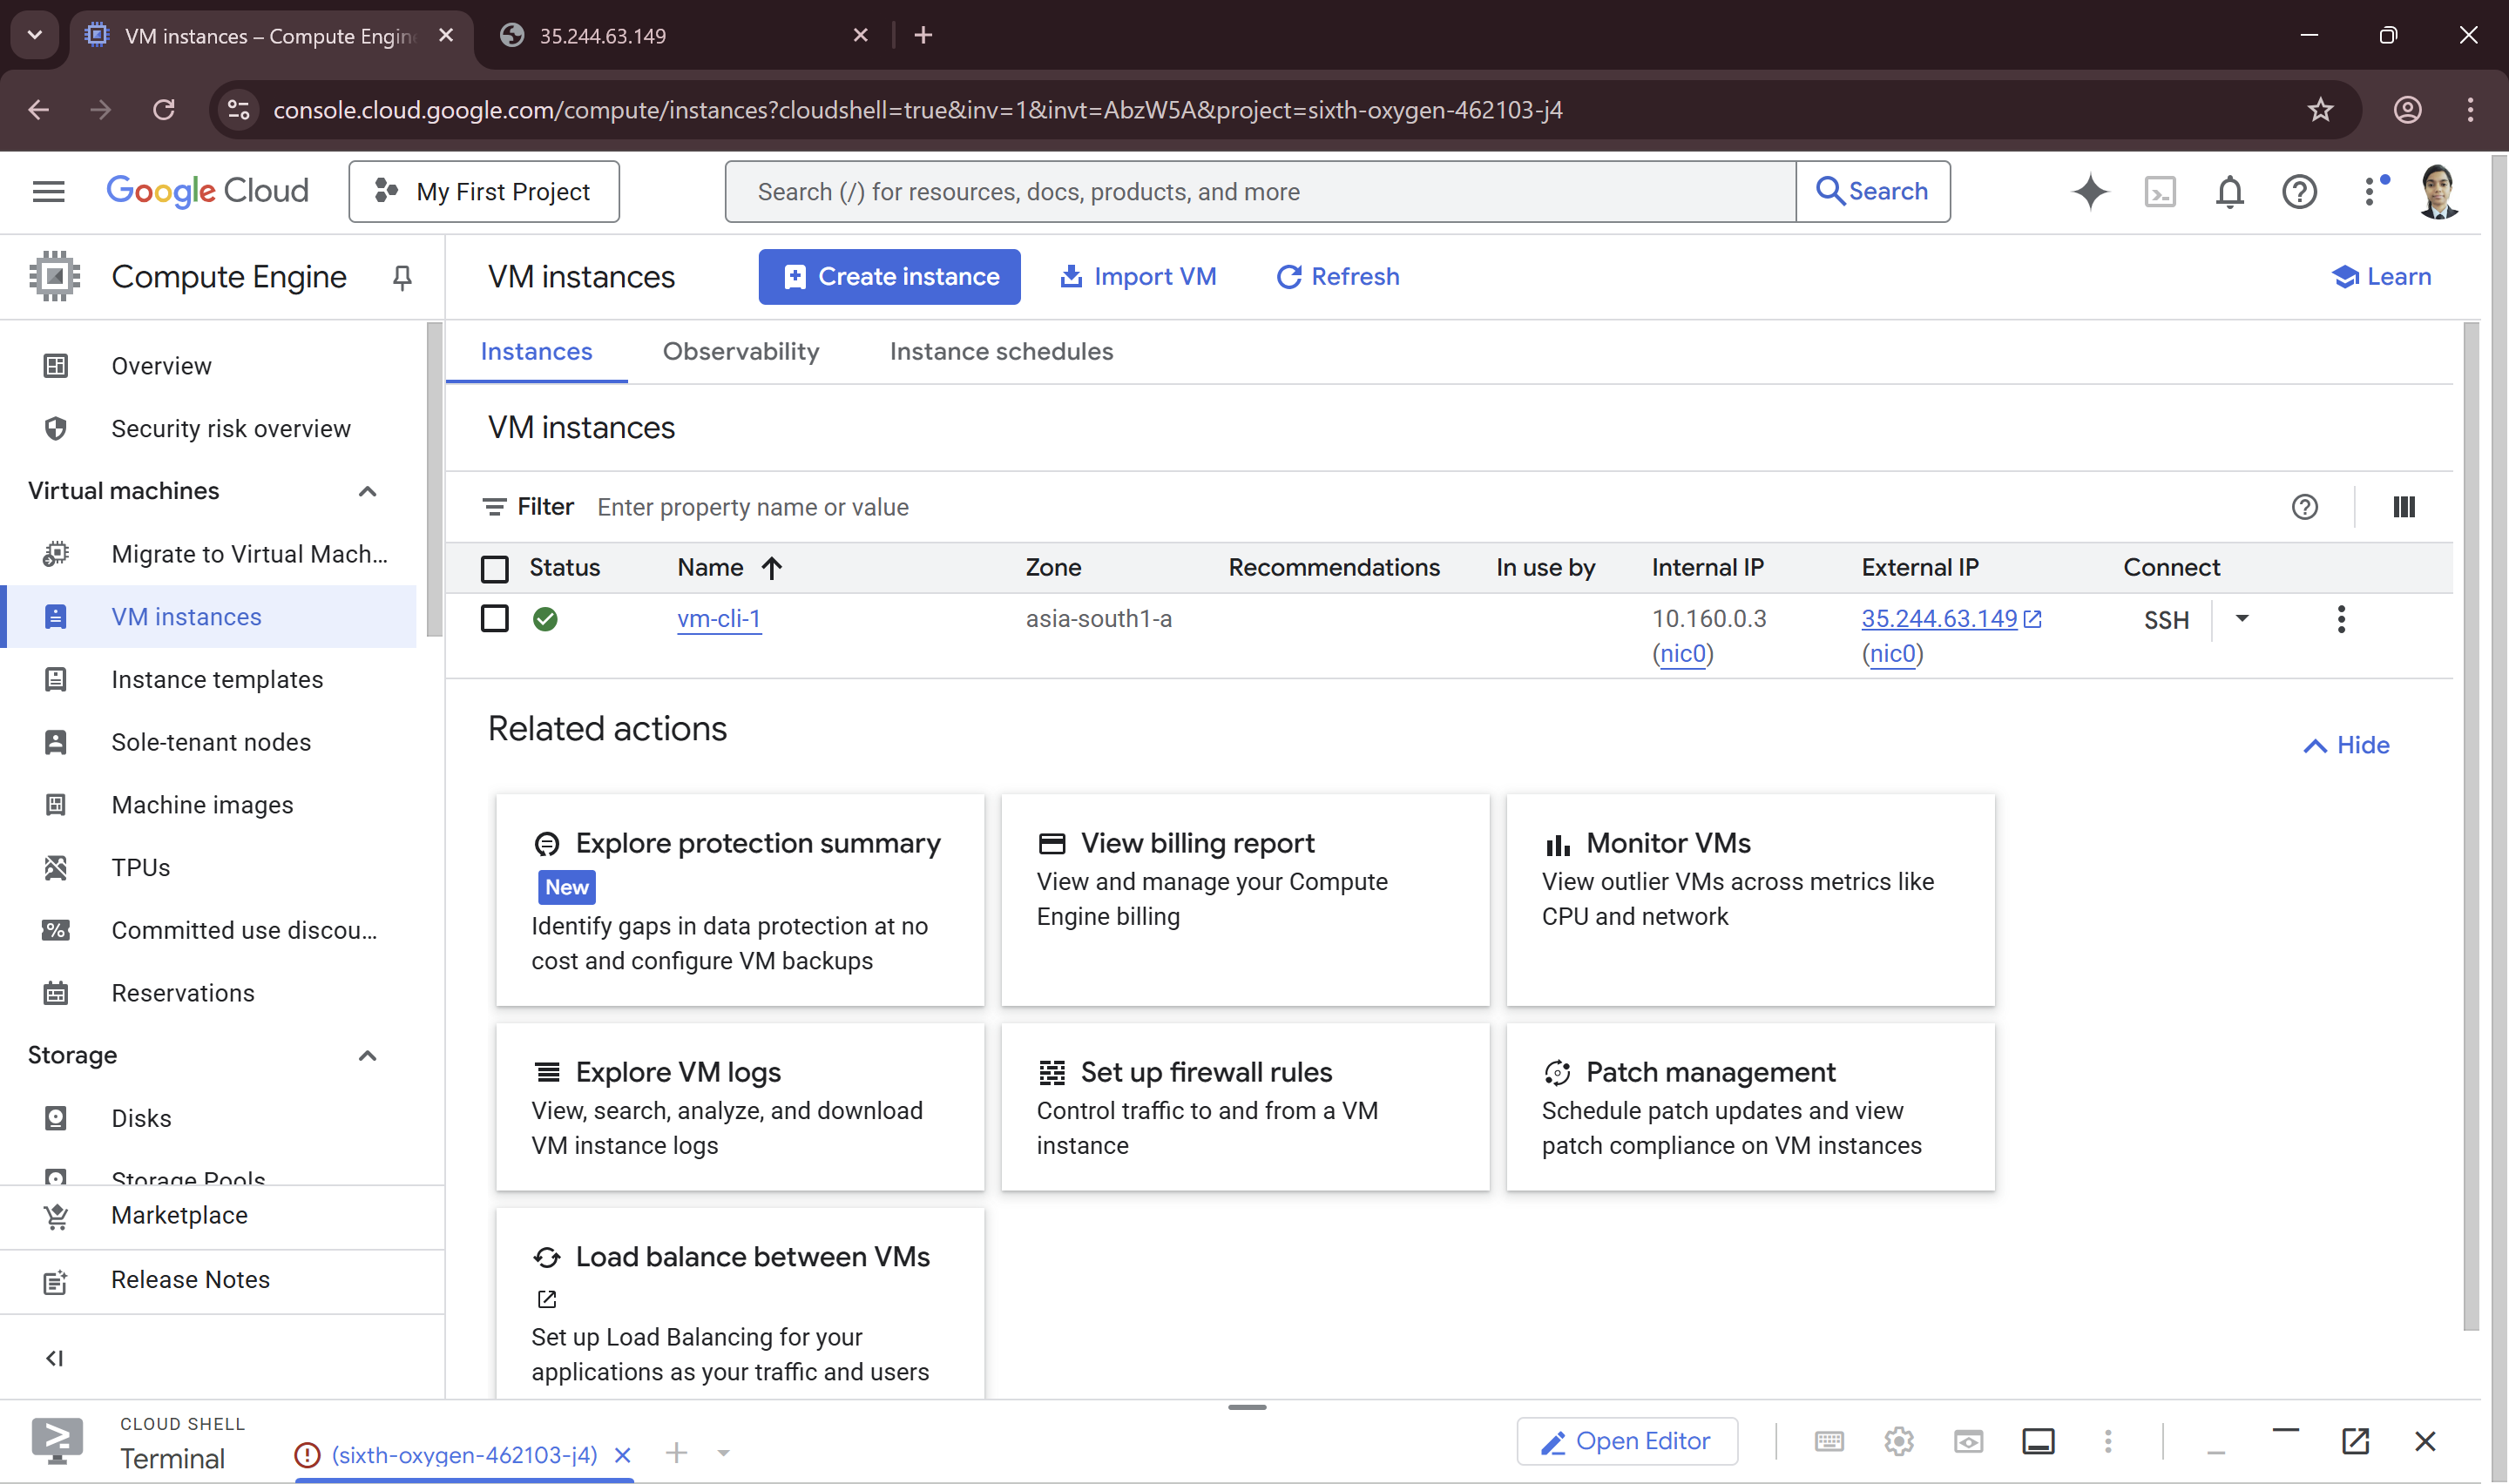 VM instances – Compute Engine
35.244.63.149
console.cloud.google.com/compute/instances?cloudshell=true&inv=1&invt=AbzW5A&project=sixth-oxygen-462103-j4
Google Cloud
My First Project
Search (/) for resources, docs, products, and more
Search
Compute Engine
VM instances
Create instance
Import VM
Refresh
Learn
Overview
Security risk overview
Virtual machines
Migrate to Virtual Mach...
VM instances
Instance templates
Sole-tenant nodes
Machine images
TPUs
Committed use discou...
Reservations
Storage
Disks
Storage Pools
Marketplace
Release Notes
Instances
Observability
Instance schedules
VM instances
Filter
Enter property name or value
Status
Name
Zone
Recommendations
In use by
Internal IP
External IP
Connect
vm-cli-1
asia-south1-a
10.160.0.3
(nic0)
35.244.63.149
(nic0)
SSH
Related actions
Hide
Explore protection summary
New
Identify gaps in data protection at no
cost and configure VM backups
View billing report
View and manage your Compute
Engine billing
Monitor VMs
View outlier VMs across metrics like
CPU and network
Explore VM logs
View, search, analyze, and download
VM instance logs
Set up firewall rules
Control traffic to and from a VM
instance
Patch management
Schedule patch updates and view
patch compliance on VM instances
Load balance between VMs
Set up Load Balancing for your
applications as your traffic and users
CLOUD SHELL
Terminal
(sixth-oxygen-462103-j4)
Open Editor